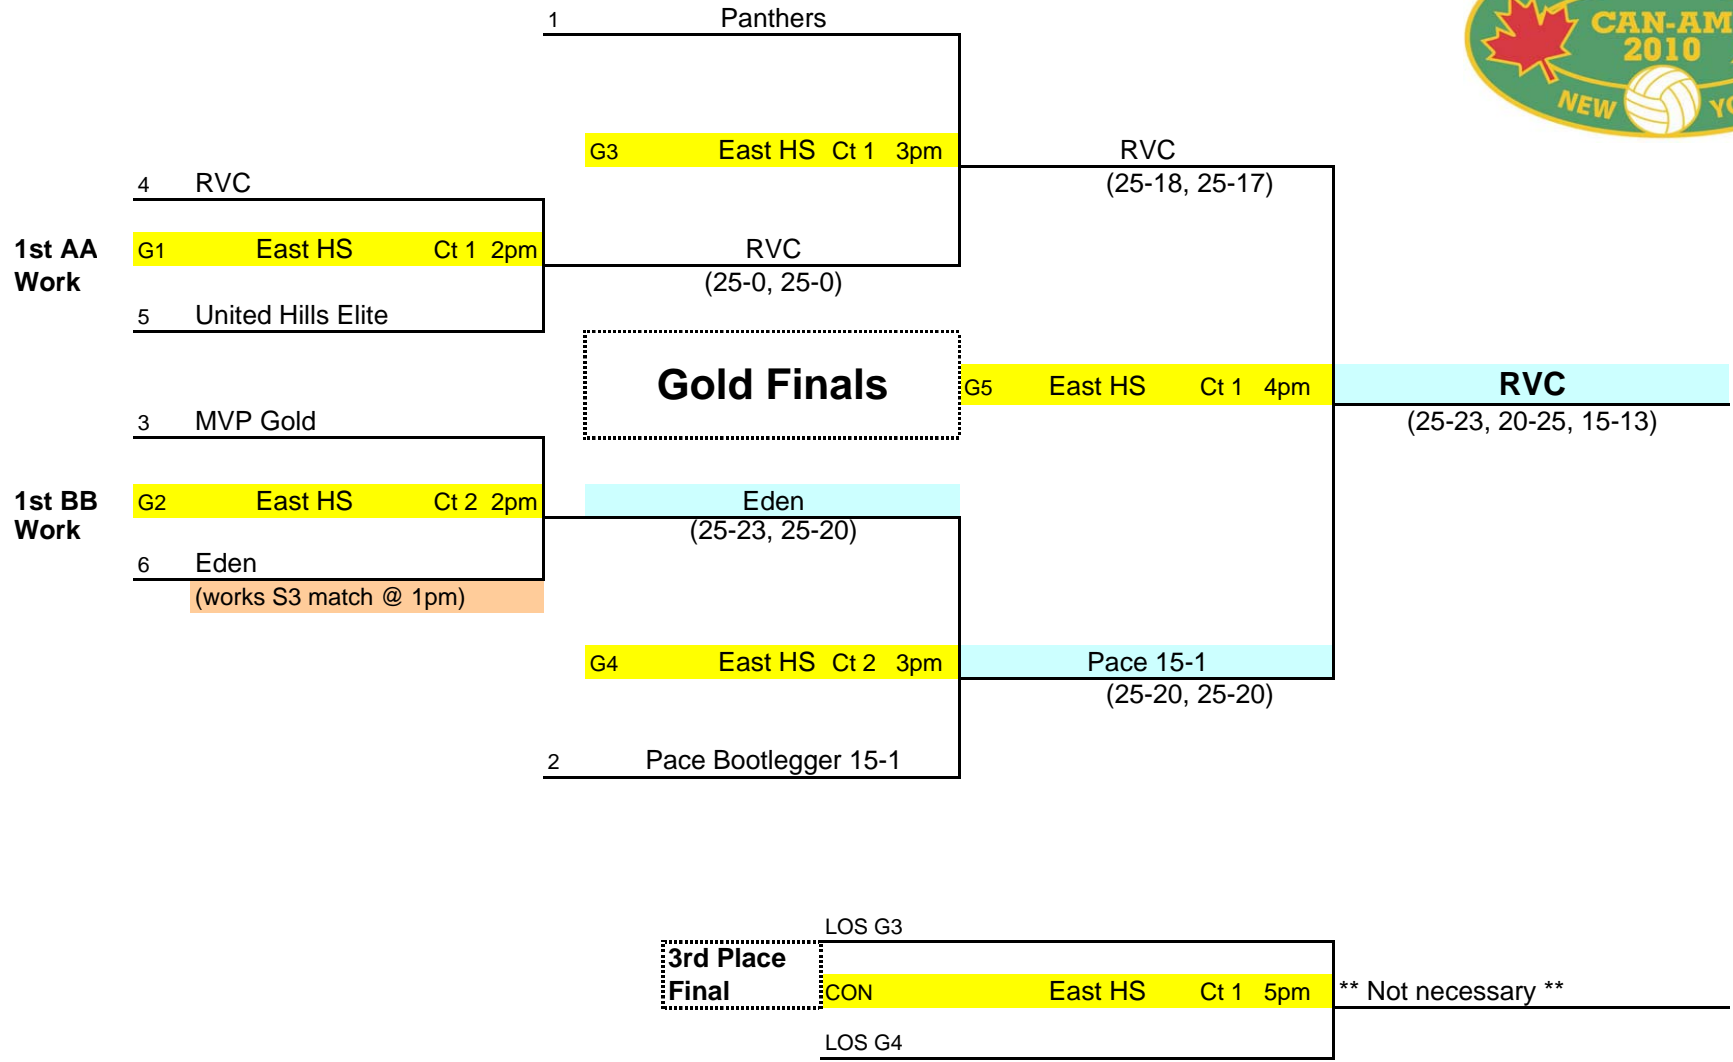 1 Panthers
CAN-AM
2010
NEW
G3 East HS Ct 1 3pm
RVC
(25-18, 25-17)
4 RVC
1st AA
Work
G1 East HS Ct 1 2pm
RVC
(25-0, 25-0)
5 United Hills Elite
Gold Finals
G5 East HS Ct 1 4pm
RVC
(25-23, 20-25, 15-13)
3 MVP Gold
1st BB
Work
G2 East HS Ct 2 2pm
Eden
(25-23, 25-20)
6 Eden
(works S3 match @ 1pm)
G4 East HS Ct 2 3pm
Pace 15-1
(25-20, 25-20)
2 Pace Bootlegger 15-1
LOS G3
3rd Place
Final
CON East HS Ct 1 5pm
** Not necessary **
LOS G4